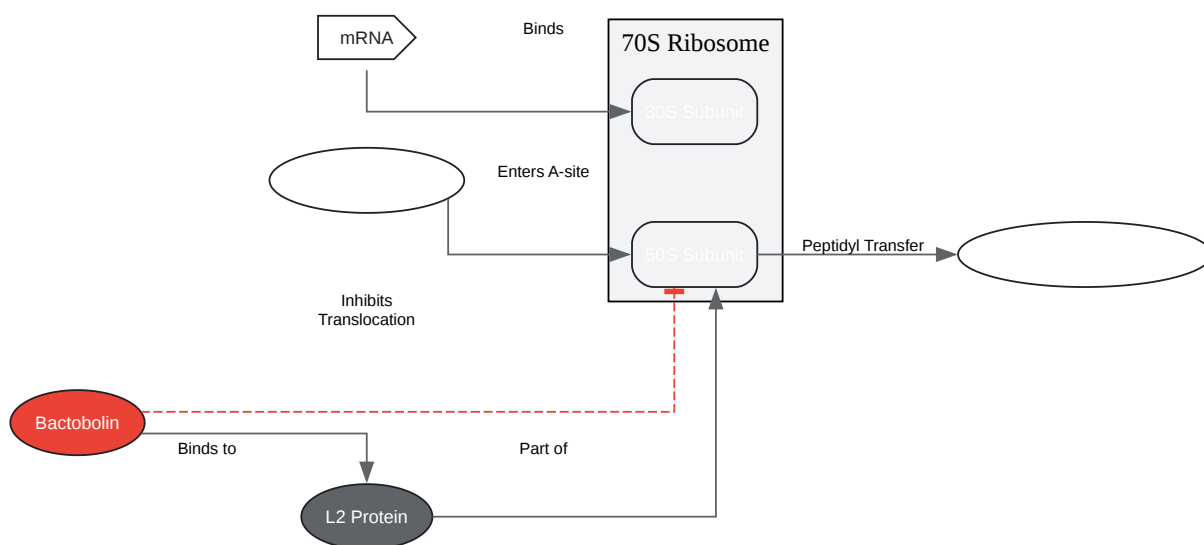 mRNA
Binds
70S Ribosome
30S Subunit
Enters A-site
50S Subunit
Peptidyl Transfer
Inhibits
Translocation
Bactobolin
Binds to
Part of
L2 Protein